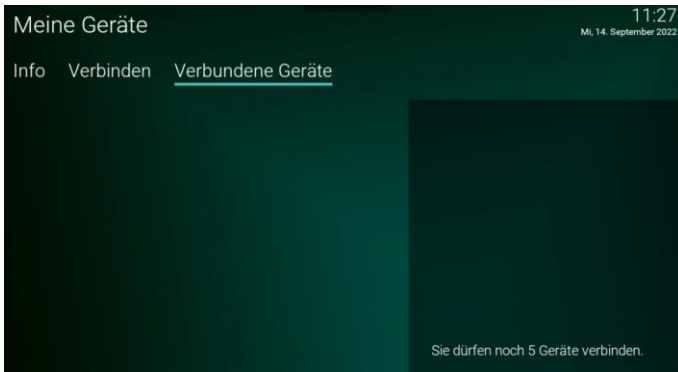 Meine Geräte
11:27
Mi, 14. September 2022
Info Verbinden Verbundene Geräte
Sie dürfen noch 5 Geräte verbinden.